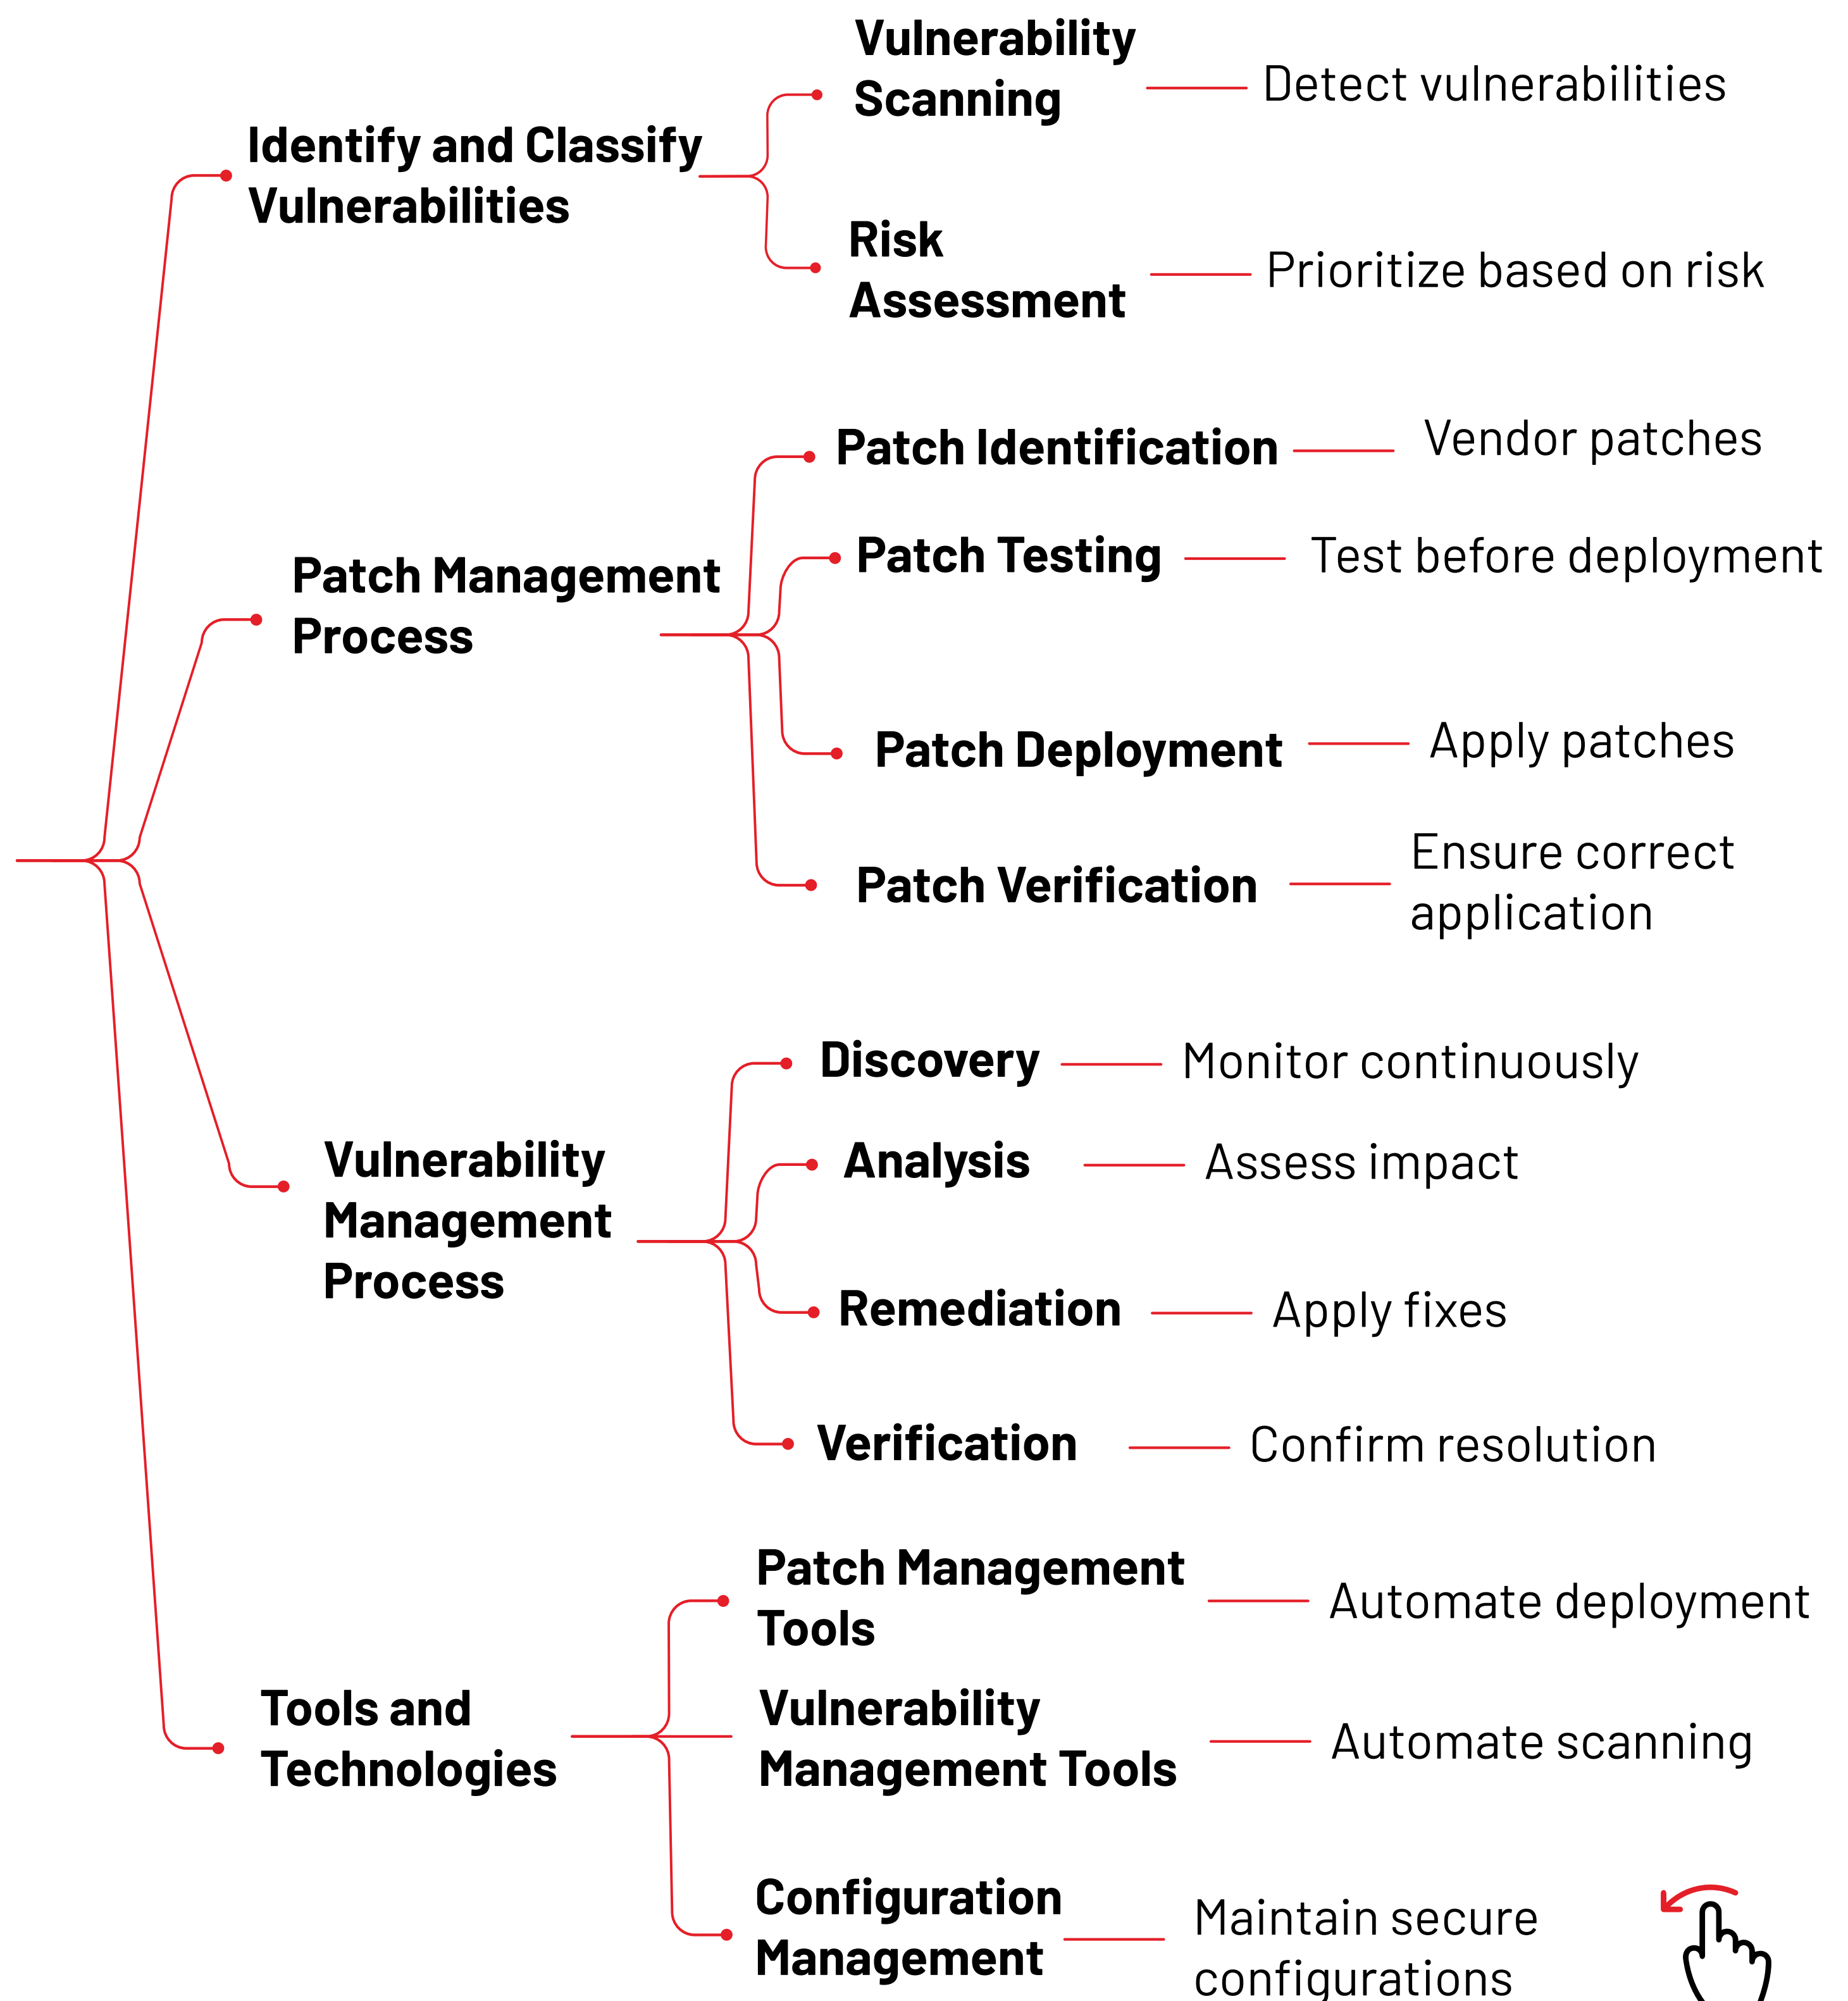 Identify and Classify
Vulnerabilities
Vulnerability
Scanning
Detect vulnerabilities
Risk
Assessment
Prioritize based on risk
Patch Management
Process
Patch Identification
Vendor patches
Patch Testing
Test before deployment
Patch Deployment
Apply patches
Patch Verification
Ensure correct
application
Vulnerability
Management
Process
Discovery
Monitor continuously
Analysis
Assess impact
Remediation
Apply fixes
Verification
Confirm resolution
Tools and
Technologies
Patch Management
Tools
Automate deployment
Vulnerability
Management Tools
Automate scanning
Configuration
Management
Maintain secure
configurations